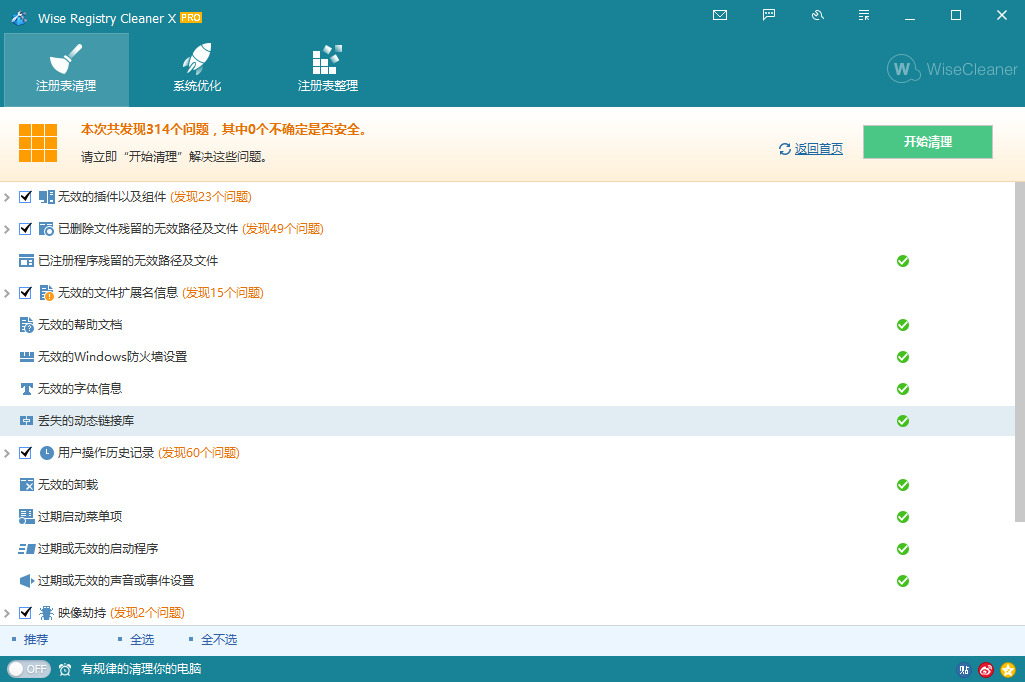 Wise Registry Cleaner X PRO
注册表清理
系统优化
注册表整理
W WiseCleaner
本次共发现314个问题，其中0个不确定是否安全。
请立即“开始清理”解决这些问题。
返回首页
开始清理
无效的插件以及组件 (发现23个问题)
已删除文件残留的无效路径及文件 (发现49个问题)
已注册程序残留的无效路径及文件
无效的文件扩展名信息 (发现15个问题)
无效的帮助文档
无效的Windows防火墙设置
无效的字体信息
丢失的动态链接库
用户操作历史记录 (发现60个问题)
无效的卸载
过期启动菜单项
过期或无效的启动程序
过期或无效的声音或事件设置
映像劫持 (发现2个问题)
推荐
全选
全不选
OFF
有规律的清理你的电脑
贴